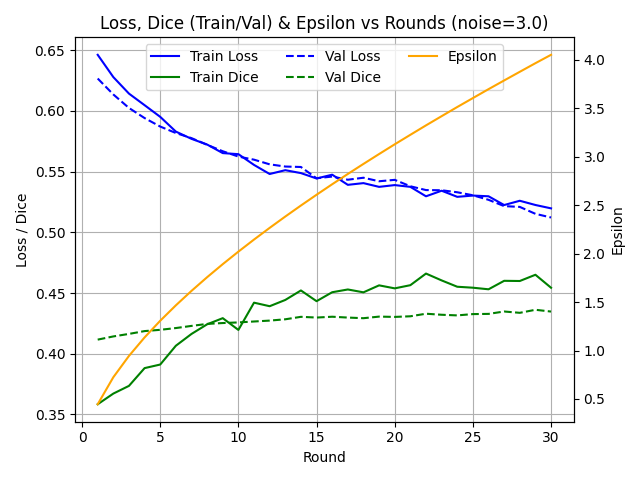 Loss, Dice (Train/Val) & Epsilon vs Rounds (noise=3.0)
Train Loss
Train Dice
Val Loss
Val Dice
Epsilon
Loss / Dice
0.65
0.60
0.55
0.50
0.45
0.40
0.35
4.0
3.5
3.0
2.5
2.0
1.5
1.0
0.5
Epsilon
0 5 10 15 20 25 30
Round